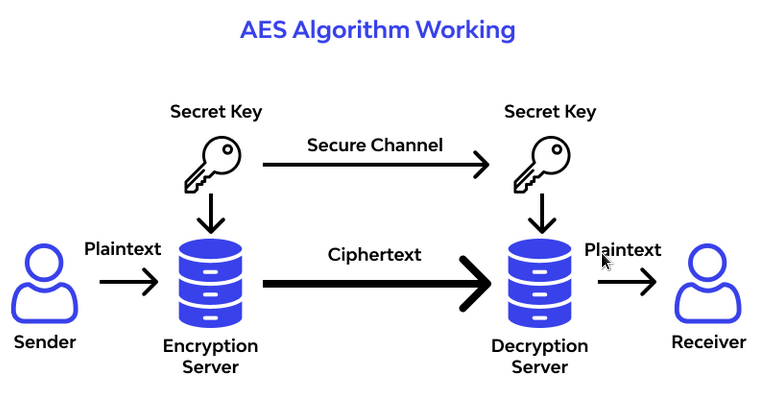 AES Algorithm Working
Secret Key
Secret Key
Secure Channel
Plaintext
Ciphertext
Plaintext
Sender
Encryption
Server
Decryption
Server
Receiver